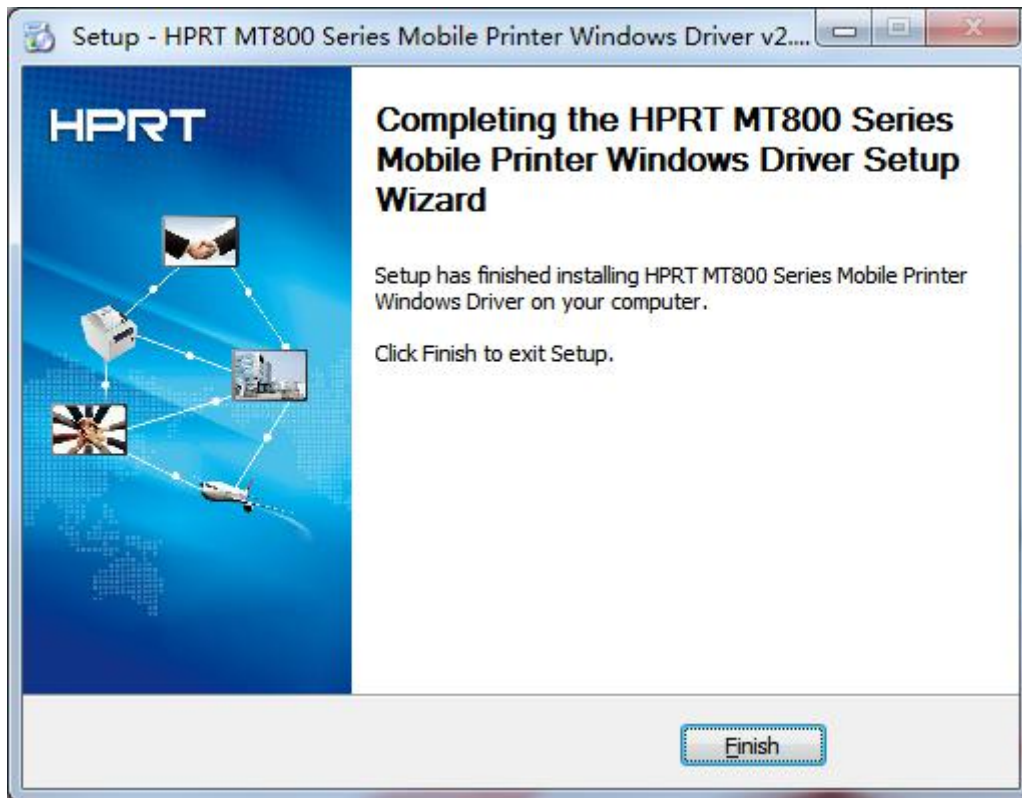 Setup - HPRT MT800 Series Mobile Printer Windows Driver v2....
HPRT
Completing the HPRT MT800 Series
Mobile Printer Windows Driver Setup
Wizard
Setup has finished installing HPRT MT800 Series Mobile Printer
Windows Driver on your computer.
Click Finish to exit Setup.
Finish